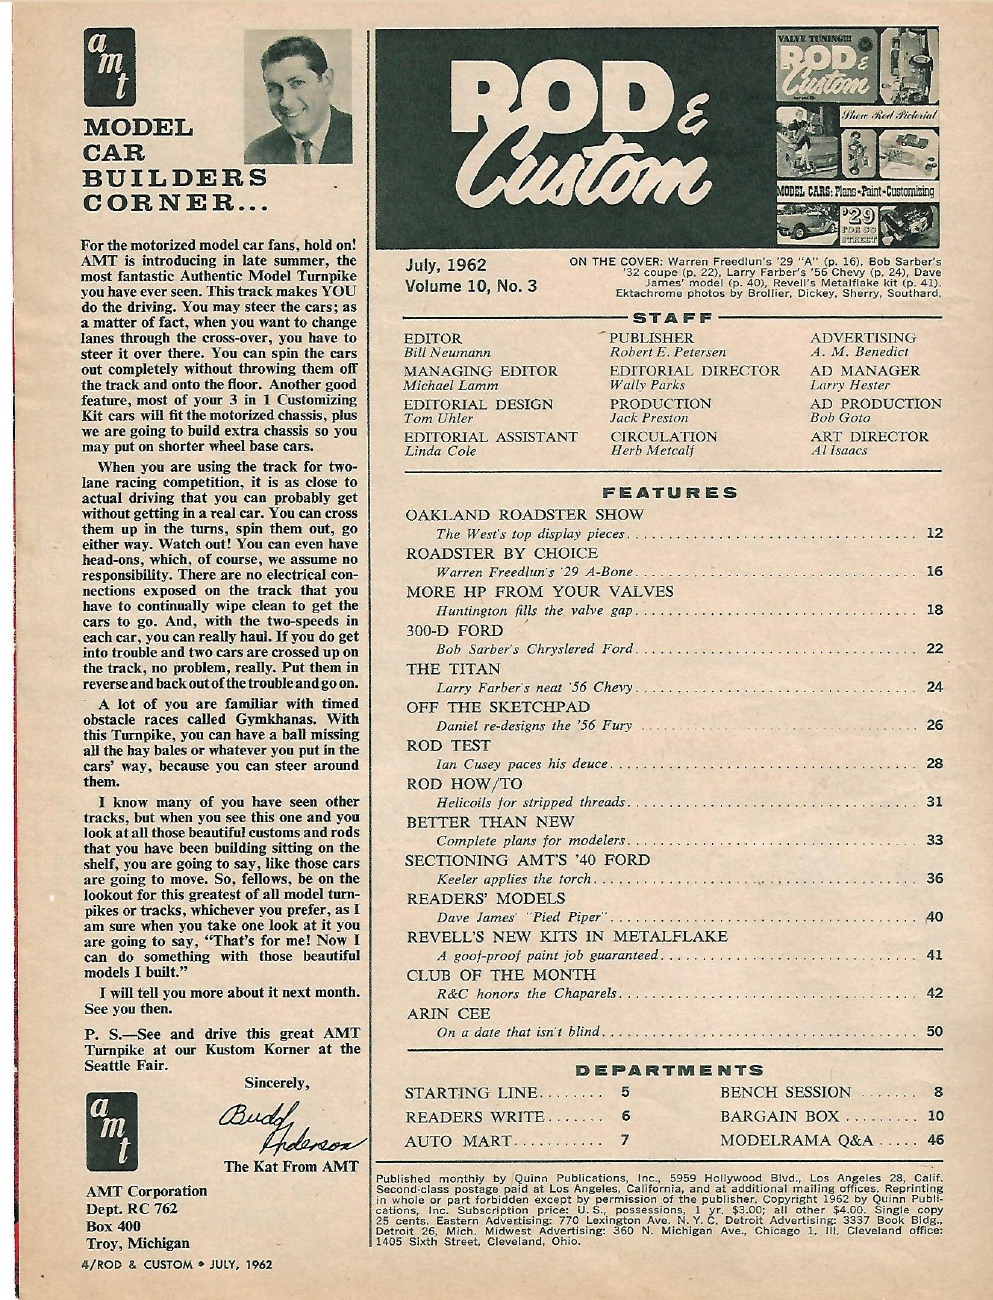 amt
MODEL
CAR
BUILDERS
CORNER...
For the motorized model car fans, hold on!
AMT is introducing in late summer, the
most fantastic Authentic Model Turnpike
you have ever seen. This track makes YOU
do the driving. You may steer the cars; as
a matter of fact, when you want to change
lanes through the cross-over, you have to
steer it over there. You can spin the cars
out completely without throwing them off
the track and onto the floor. Another good
feature, most of your 3 in 1 Customizing
Kit cars will fit the motorized chassis, plus
we are going to build extra chassis so you
may put on shorter wheel base cars.
When you are using the track for two-
lane racing competition, it is as close to
actual driving that you can probably get
without getting in a real car. You can cross
them up in the turns, spin them out, go
either way. Watch out! You can even have
head-ons, which, of course, we assume no
responsibility. There are no electrical con-
nections exposed on the track that you
have to continually wipe clean to get the
cars to go. And, with the two-speeds in
each car, you can really haul. If you do get
into trouble and two cars are crossed up on
the track, no problem, really. Put them in
reverse and back out of the trouble and go on.
A lot of you are familiar with timed
obstacle races called Gymkhanas. With
this Turnpike, you can have a ball missing
all the hay bales or whatever you put in the
cars' way, because you can steer around
them.
I know many of you have seen other
tracks, but when you see this one and you
look at all those beautiful customs and rods
that you have been building sitting on the
shelf, you are going to say, like those cars
are going to move. So, fellows, be on the
lookout for this greatest of all model turn-
pikes or tracks, whichever you prefer, as I
am sure when you take one look at it you
are going to say, "That's for me! Now I
can do something with those beautiful
models I built."
I will tell you more about it next month.
See you then.
P. S.—See and drive this great AMT
Turnpike at our Kustom Korner at the
Seattle Fair.
Sincerely,
Budd
Anderson
The Kat From AMT
amt
AMT Corporation
Dept. RC 762
Box 400
Troy, Michigan
4/ROD & CUSTOM • JULY, 1962
ROD &
Custom
VALVE TUNING!!!
ROD &
Custom
Show Rod Pictorial
MODEL CARS: Plans•Paint•Customizing
'29
FOR SO
STREET
July, 1962
Volume 10, No. 3
ON THE COVER: Warren Freedlun's '29 "A" (p. 16), Bob Sarber's
'32 coupe (p. 22), Larry Farber's '56 Chevy (p. 24), Dave
James' model (p. 40), Revell's Metalflake kit (p. 41).
Ektachrome photos by Brollier, Dickey, Sherry, Southard.
STAFF
EDITOR
Bill Neumann
MANAGING EDITOR
Michael Lamm
EDITORIAL DESIGN
Tom Uhler
EDITORIAL ASSISTANT
Linda Cole
PUBLISHER
Robert E. Petersen
EDITORIAL DIRECTOR
Wally Parks
PRODUCTION
Jack Preston
CIRCULATION
Herb Metcalf
ADVERTISING
A. M. Benedict
AD MANAGER
Larry Hester
AD PRODUCTION
Bob Goto
ART DIRECTOR
Al Isaacs
FEATURES
OAKLAND ROADSTER SHOW
The West's top display pieces. . . . 12
ROADSTER BY CHOICE
Warren Freedlun's '29 A-Bone. . . . 16
MORE HP FROM YOUR VALVES
Huntington fills the valve gap. . . . 18
300-D FORD
Bob Sarber's Chryslered Ford. . . . 22
THE TITAN
Larry Farber's neat '56 Chevy. . . . 24
OFF THE SKETCHPAD
Daniel re-designs the '56 Fury . . . . 26
ROD TEST
Ian Cusey paces his deuce. . . . 28
ROD HOW/TO
Helicoils for stripped threads. . . . 31
BETTER THAN NEW
Complete plans for modelers. . . . 33
SECTIONING AMT'S '40 FORD
Keeler applies the torch. . . . 36
READERS' MODELS
Dave James' "Pied Piper". . . . 40
REVELL'S NEW KITS IN METALFLAKE
A goof-proof paint job guaranteed. . . . 41
CLUB OF THE MONTH
R&C honors the Chaparels. . . . 42
ARIN CEE
On a date that isn't blind. . . . 50
DEPARTMENTS
STARTING LINE. . . . 5
READERS WRITE. . . . 6
AUTO MART. . . . 7
BENCH SESSION . . . . 8
BARGAIN BOX . . . . 10
MODELRAMA Q&A . . . . 46
Published monthly by Quinn Publications, Inc., 5959 Hollywood Blvd., Los Angeles 28, Calif.
Second-class postage paid at Los Angeles, California, and at additional mailing offices. Reprinting
in whole or part forbidden except by permission of the publisher. Copyright 1962 by Quinn Publi-
cations, Inc. Subscription price: U. S., possessions, 1 yr. $3.00; all other $4.00. Single copy
25 cents. Eastern Advertising: 770 Lexington Ave. N. Y. C. Detroit Advertising: 3337 Book Bldg.,
Detroit 26, Mich. Midwest Advertising: 360 N. Michigan Ave., Chicago 1, Ill. Cleveland office:
1405 Sixth Street, Cleveland, Ohio.